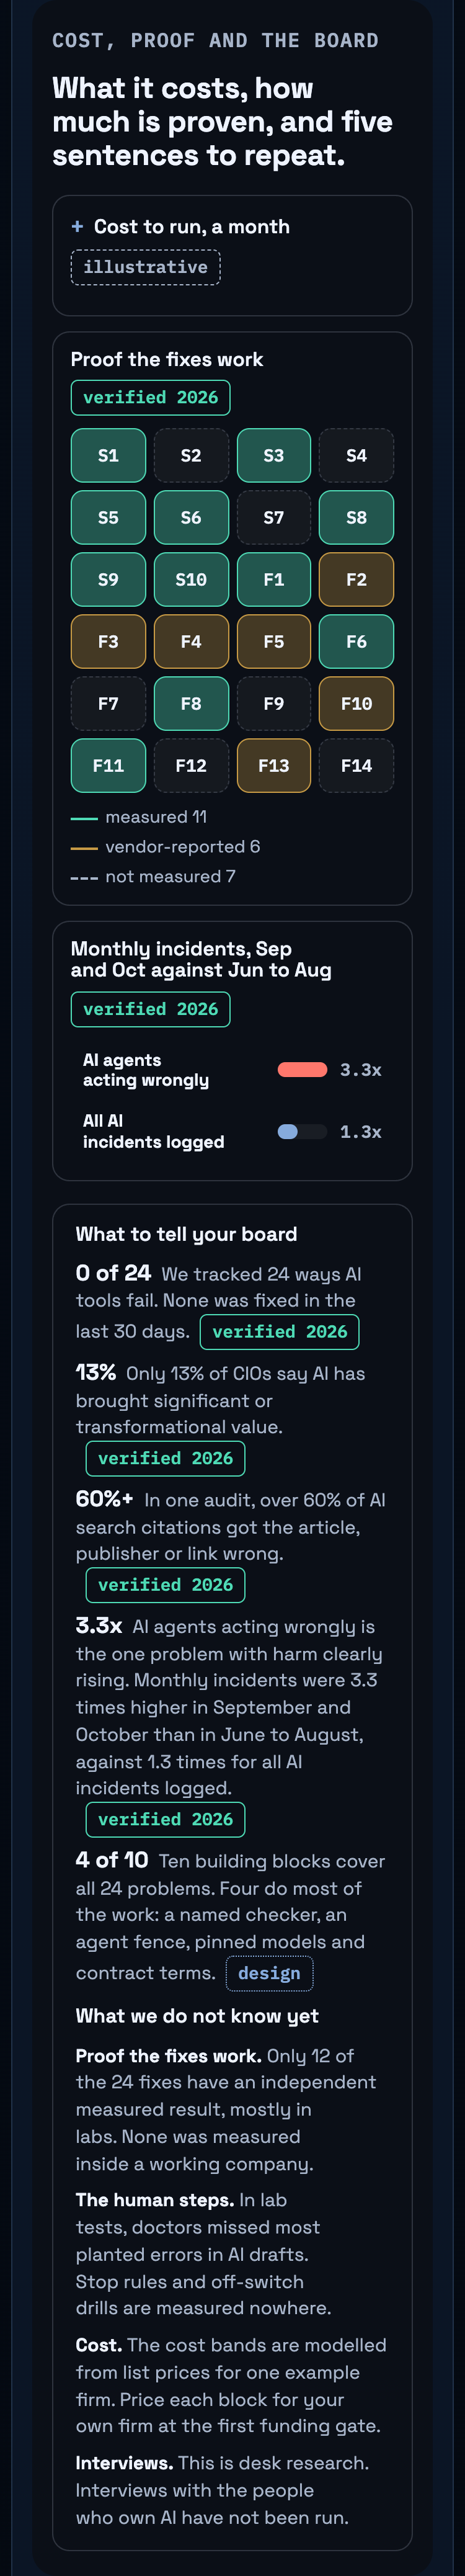 COST, PROOF AND THE BOARD
What it costs, how
much is proven, and five
sentences to repeat.
+ Cost to run, a month
illustrative
Proof the fixes work
verified 2026
S1 S2 S3 S4
S5 S6 S7 S8
S9 S10 F1 F2
F3 F4 F5 F6
F7 F8 F9 F10
F11 F12 F13 F14
measured 11
vendor-reported 6
not measured 7
Monthly incidents, Sep
and Oct against Jun to Aug
verified 2026
AI agents
acting wrongly 3.3x
All AI
incidents logged 1.3x
What to tell your board
0 of 24 We tracked 24 ways AI
tools fail. None was fixed in the
last 30 days. verified 2026
13% Only 13% of CIOs say AI has
brought significant or
transformational value.
verified 2026
60%+ In one audit, over 60% of AI
search citations got the article,
publisher or link wrong.
verified 2026
3.3x AI agents acting wrongly is
the one problem with harm clearly
rising. Monthly incidents were 3.3
times higher in September and
October than in June to August,
against 1.3 times for all AI
incidents logged.
verified 2026
4 of 10 Ten building blocks cover
all 24 problems. Four do most of
the work: a named checker, an
agent fence, pinned models and
contract terms. design
What we do not know yet
Proof the fixes work. Only 12 of
the 24 fixes have an independent
measured result, mostly in
labs. None was measured
inside a working company.
The human steps. In lab
tests, doctors missed most
planted errors in AI drafts.
Stop rules and off-switch
drills are measured nowhere.
Cost. The cost bands are modelled
from list prices for one example
firm. Price each block for your
own firm at the first funding gate.
Interviews. This is desk research.
Interviews with the people
who own AI have not been run.